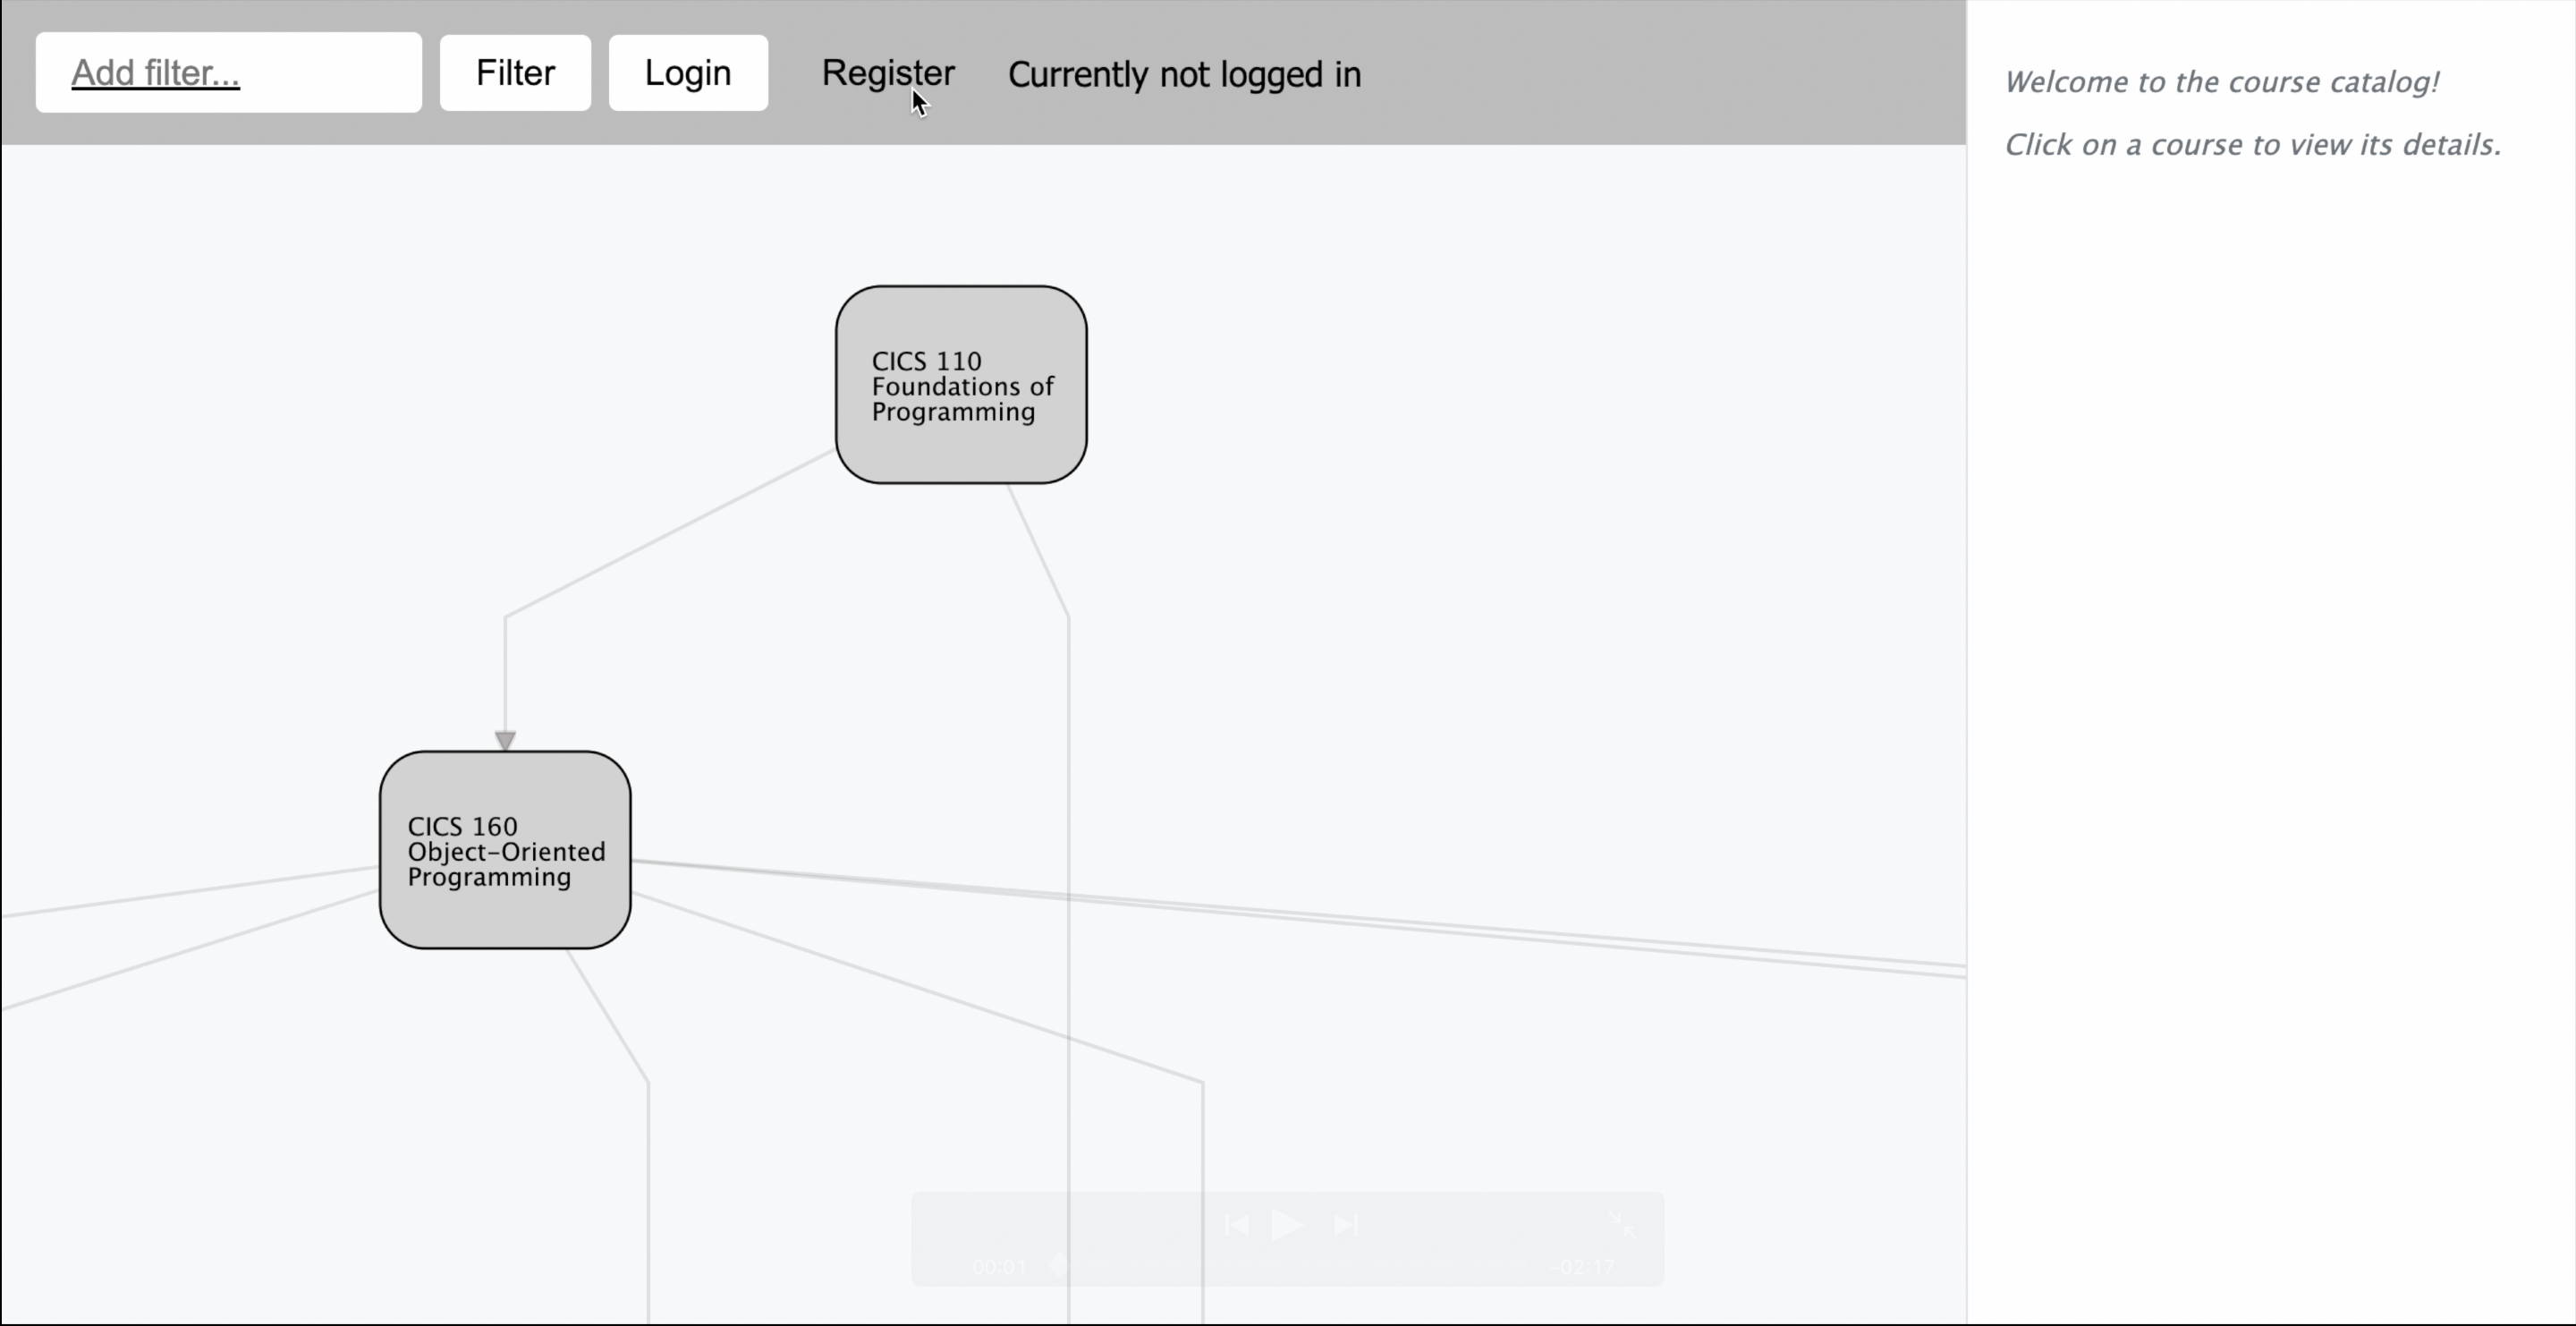 Add filter...
Filter
Login
Register
Currently not logged in
Welcome to the course catalog!
Click on a course to view its details.
CICS 110
Foundations of
Programming
CICS 160
Object-Oriented
Programming
00:01
-02:17